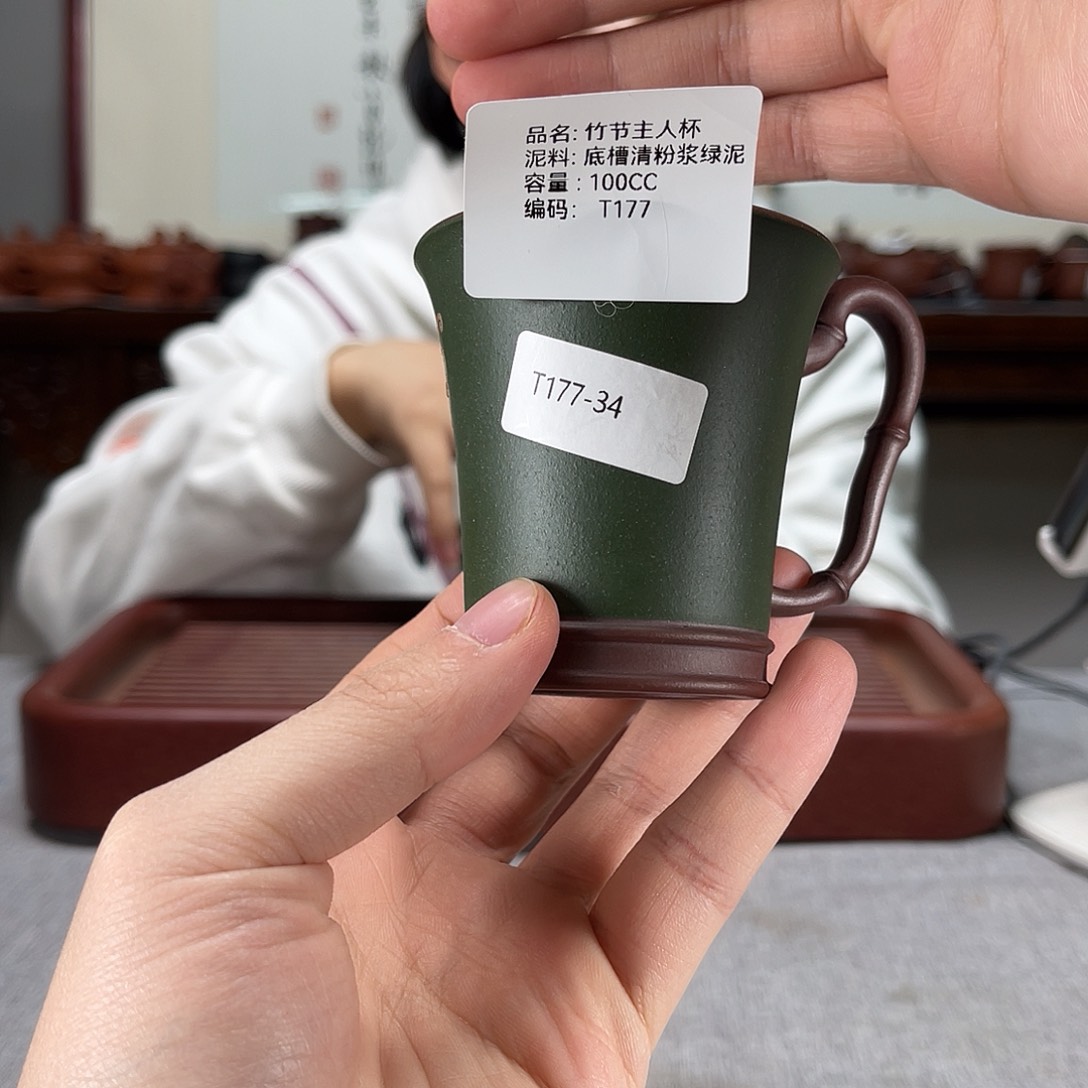 品名: 竹节主人杯
泥料: 底槽清粉浆绿泥
容量 : 100CC
编码: T177
T177-34